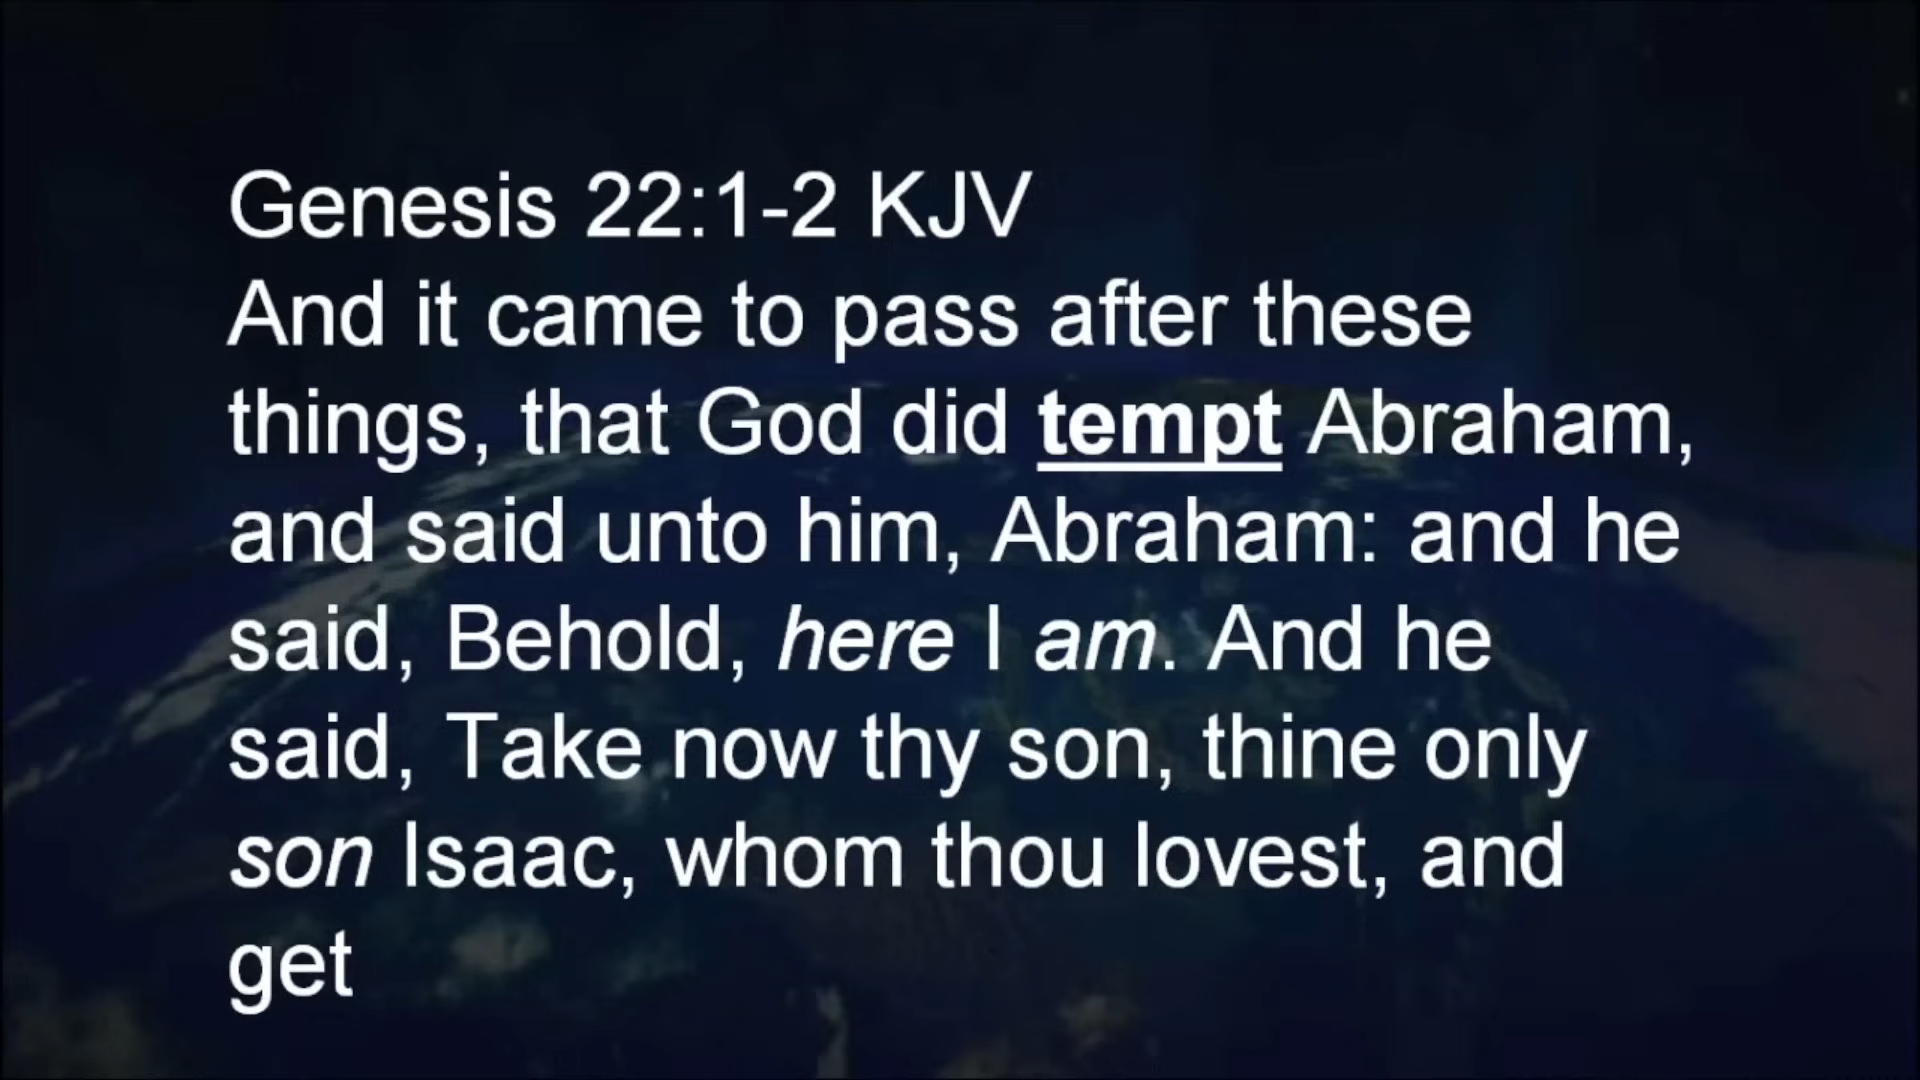 Genesis 22:1-2 KJV
And it came to pass after these
things, that God did tempt Abraham,
and said unto him, Abraham: and he
said, Behold, here I am. And he
said, Take now thy son, thine only
son Isaac, whom thou lovest, and
get